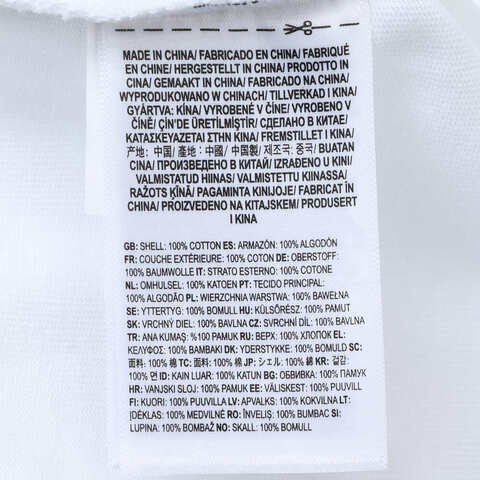 MADE IN CHINA/ FABRICADO EN CHINA/ FABRIQUÉ
EN CHINE/ HERGESTELLT IN CHINA/ PRODOTTO IN
CINA/ GEMAAKT IN CHINA/ FABRICADO NA CHINA/
WYPRODUKOWANO W CHINACH/ TILLVERKAD I KINA/
GYÁRTVA: KÍNA/ VYROBENÉ V ČÍNE/ VYROBENO V
ČÍNĚ/ ÇİN'DE ÜRETİLMİŞTİR/ СДЕЛАНО В КИТАЕ/
ΚΑΤΑΣΚΕΥΑΖΕΤΑΙ ΣΤΗΝ ΚΙΝΑ/ FREMSTILLET I KINA/
产地：中国/ 產地：中國/ 中国製/ 제조국: 중국/ BUATAN
CINA/ ПРОИЗВЕДЕНО В КИТАЙ/ IZRAĐENO U KINI/
VALMISTATUD HIINAS/ VALMISTETTU KIINASSA/
RAŽOTS ĶĪNĀ/ PAGAMINTA KINIJOJE/ FABRICAT ÎN
CHINA/ PROIZVEDENO NA KITAJSKEM/ PRODUSERT
I KINA
GB: SHELL: 100% COTTON ES: ARMAZÓN: 100% ALGODÓN
FR: COUCHE EXTÉRIEURE: 100% COTON DE: OBERSTOFF:
100% BAUMWOLLE IT: STRATO ESTERNO: 100% COTONE
NL: OMHULSEL: 100% KATOEN PT: TECIDO PRINCIPAL:
100% ALGODÃO PL: WIERZCHNIA WARSTWA: 100% BAWEŁNA
SE: YTTERTYG: 100% BOMULL HU: KÜLSŐRÉSZ: 100% PAMUT
SK: VRCHNÝ DIEL: 100% BAVLNA CZ: SVRCHNÍ DÍL: 100% BAVLNA
TR: ANA KUMAŞ: %100 PAMUK RU: ВЕРХ: 100% ХЛОПОК EL:
ΚΕΛΥΦΟΣ: 100% ΒΑΜΒΑΚΙ DK: YDERSTYKKE: 100% BOMULD SC:
面料: 100% 棉 TC: 面料: 100% 棉 JP: シェル: 100% 綿 KR: 겉감:
100% 면 ID: KAIN LUAR: 100% KATUN BG: ОБВИВКА: 100% ПАМУК
HR: VANJSKI SLOJ: 100% PAMUK EE: VÄLISKEST: 100% PUUVILL
FI: KUORI: 100% PUUVILLA LV: APVALKS: 100% KOKVILNA LT:
ĮDĖKLAS: 100% MEDVILNĖ RO: ÎNVELIŞ: 100% BUMBAC SI:
LUPINA: 100% BOMBAŽ NO: SKALL: 100% BOMULL